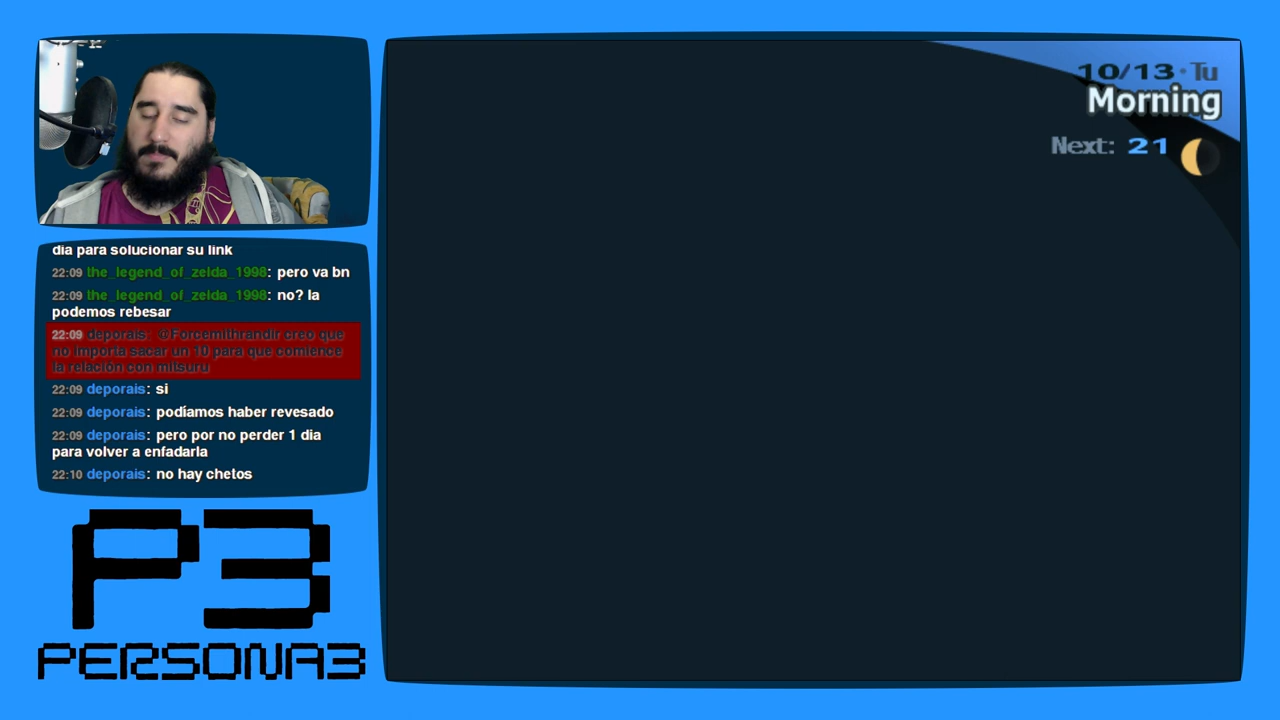 dia para solucionar su link
22:09 the_legend_of_zelda_1998: pero va bn
22:09 the_legend_of_zelda_1998: no? la
podemos rebesar
22:09 deporais: @Forcemithrandir creo que
no importa sacar un 10 para que comience
la relación con mitsuru
22:09 deporais: si
22:09 deporais: podíamos haber revesado
22:09 deporais: pero por no perder 1 dia
para volver a enfadarla
22:10 deporais: no hay chetos
P3
PERSONA3
10/13·Tu
Morning
Next: 21